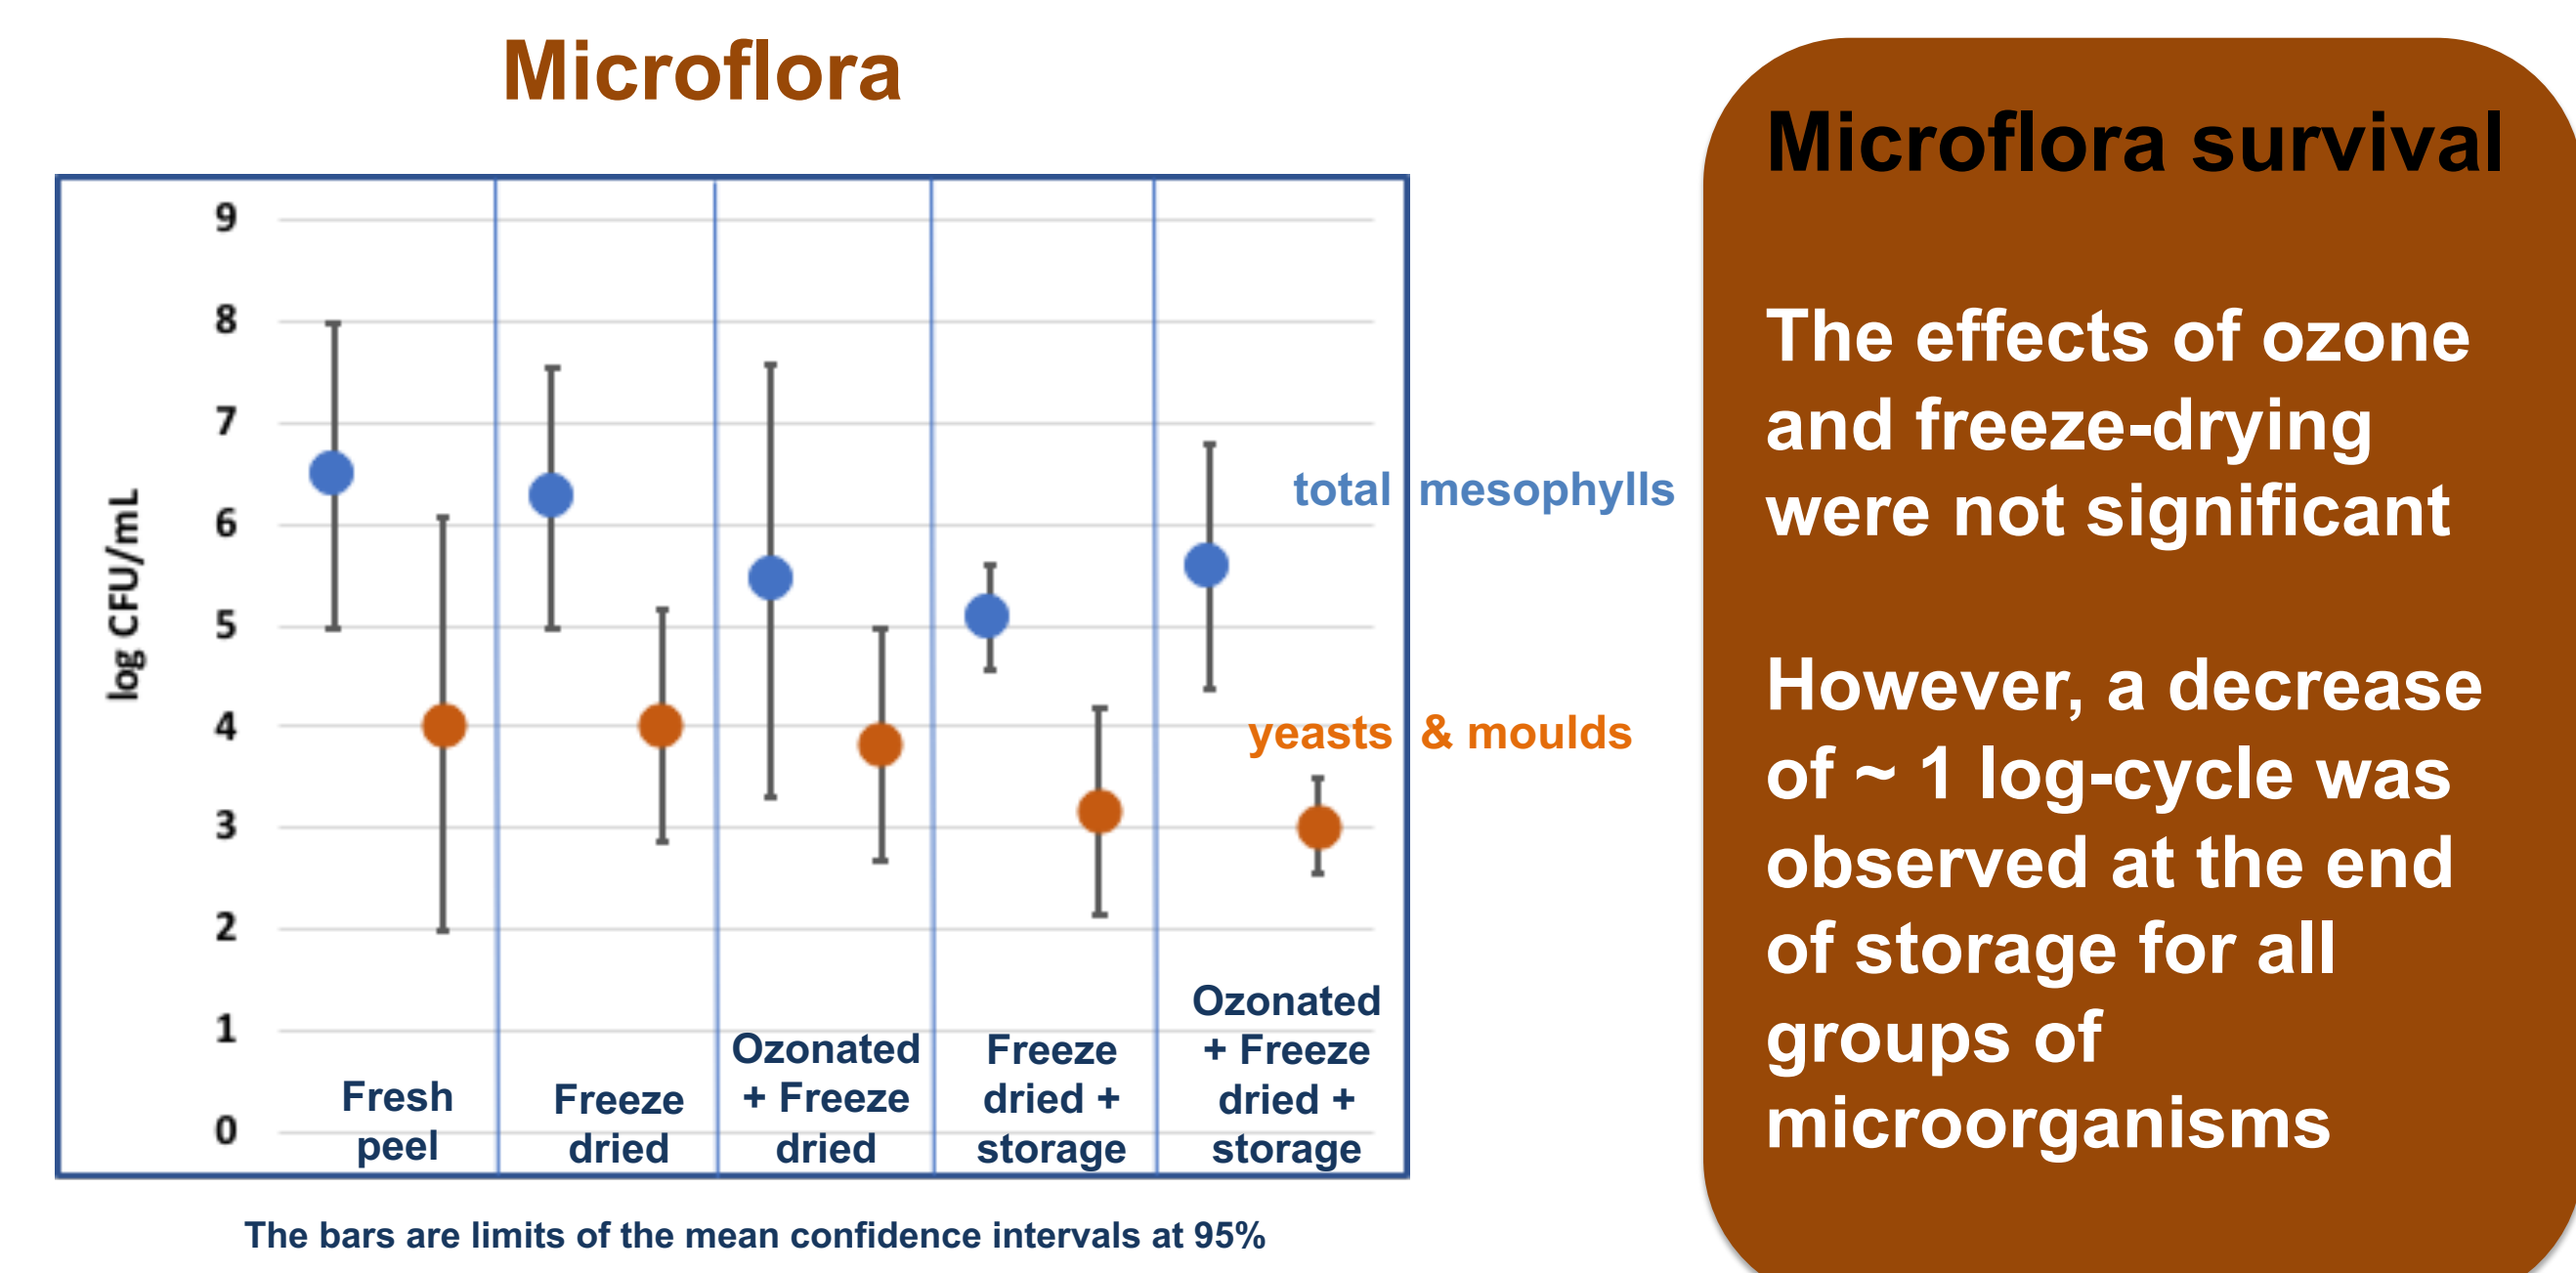 Microflora
9
8
7
6
5
4
3
2
1
0
log CFU/mL
total mesophylls
yeasts & moulds
Fresh
peel
Freeze
dried
Ozonated
+ Freeze
dried
Freeze
dried +
storage
Ozonated
+ Freeze
dried +
storage
The bars are limits of the mean confidence intervals at 95%
Microflora survival
The effects of ozone
and freeze-drying
were not significant
However, a decrease
of ~ 1 log-cycle was
observed at the end
of storage for all
groups of
microorganisms